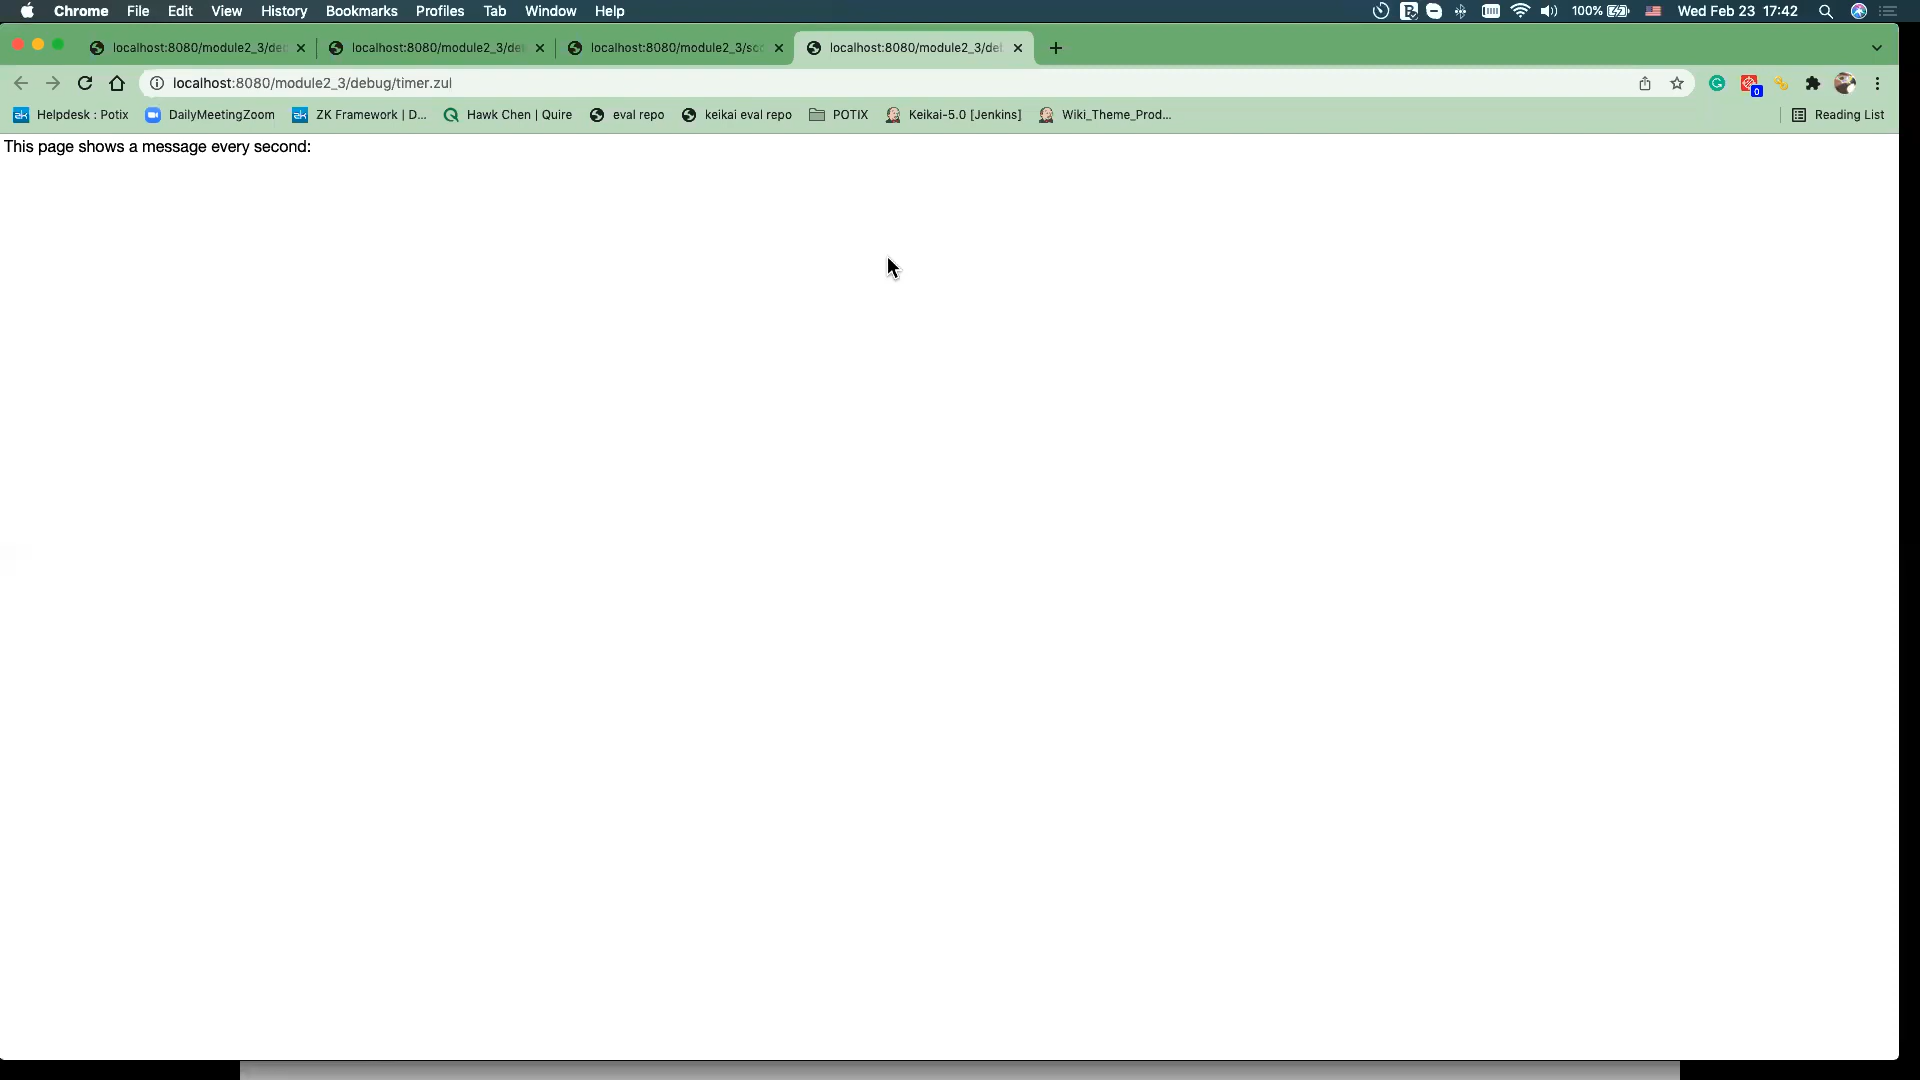 Chrome File Edit View History Bookmarks Profiles Tab Window Help 100% Wed Feb 23 17:42
localhost:8080/module2_3/de localhost:8080/module2_3/de localhost:8080/module2_3/sc localhost:8080/module2_3/de
localhost:8080/module2_3/debug/timer.zul 0
Helpdesk : Potix DailyMeetingZoom ZK Framework | D... Hawk Chen | Quire eval repo keikai eval repo POTIX Keikai-5.0 [Jenkins] Wiki_Theme_Prod... Reading List
This page shows a message every second: